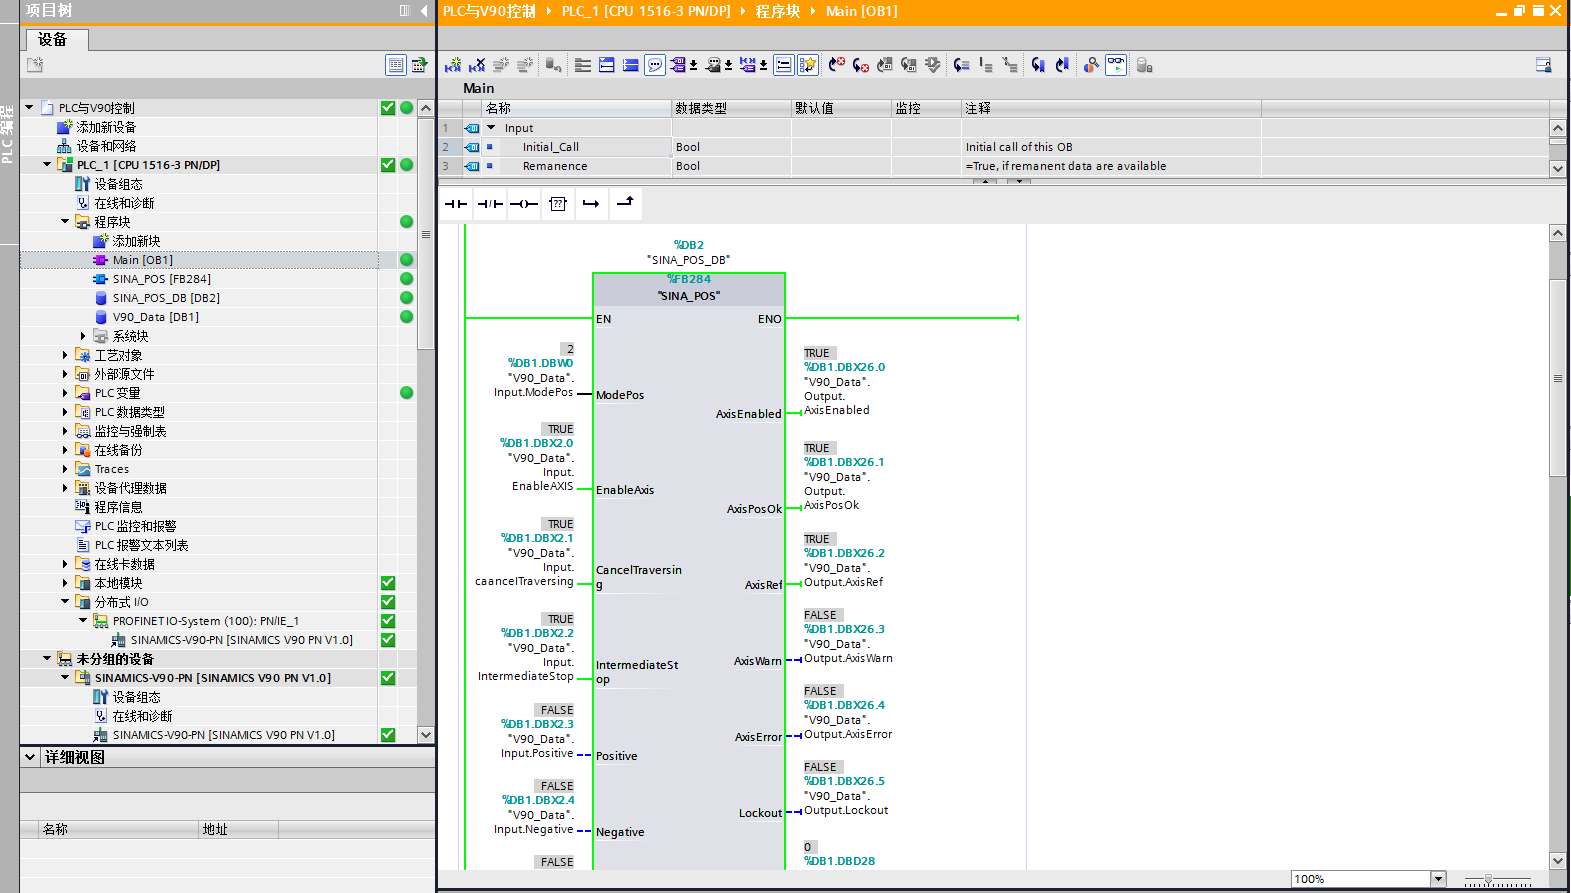 项目树
PLC与V90控制 ▸ PLC_1 [CPU 1516-3 PN/DP] ▸ 程序块 ▸ Main [OB1]
设备
PLC 编程
PLC与V90控制
添加新设备
设备和网络
PLC_1 [CPU 1516-3 PN/DP]
设备组态
在线和诊断
程序块
添加新块
Main [OB1]
SINA_POS [FB284]
SINA_POS_DB [DB2]
V90_Data [DB1]
系统块
工艺对象
外部源文件
PLC 变量
PLC 数据类型
监控与强制表
在线备份
Traces
设备代理数据
程序信息
PLC 监控和报警
PLC 报警文本列表
在线卡数据
本地模块
分布式 I/O
PROFINET IO-System (100): PN/IE_1
SINAMICS-V90-PN [SINAMICS V90 PN V1.0]
未分组的设备
SINAMICS-V90-PN [SINAMICS V90 PN V1.0]
设备组态
在线和诊断
SINAMICS-V90-PN [SINAMICS V90 PN V1.0]
详细视图
名称 地址
Main
名称 数据类型 默认值 监控 注释
1 Input
2 Initial_Call Bool Initial call of this OB
3 Remanence Bool =True, if remanent data are available
??
%DB2
"SINA_POS_DB"
%FB284
"SINA_POS"
EN ENO
2
%DB1.DBW0
"V90_Data".
Input.ModePos
ModePos
TRUE
%DB1.DBX2.0
"V90_Data".
Input.
EnableAXIS
EnableAxis
TRUE
%DB1.DBX2.1
"V90_Data".
Input.
caancelTraversing
CancelTraversin
g
TRUE
%DB1.DBX2.2
"V90_Data".
Input.
IntermediateStop
IntermediateSt
op
FALSE
%DB1.DBX2.3
"V90_Data".
Input.Positive
Positive
FALSE
%DB1.DBX2.4
"V90_Data".
Input.Negative
Negative
FALSE
TRUE
%DB1.DBX26.0
"V90_Data".
Output.
AxisEnabled
AxisEnabled
TRUE
%DB1.DBX26.1
"V90_Data".
Output.
AxisPosOk
AxisPosOk
TRUE
%DB1.DBX26.2
"V90_Data".
Output.AxisRef
AxisRef
FALSE
%DB1.DBX26.3
"V90_Data".
Output.AxisWarn
AxisWarn
FALSE
%DB1.DBX26.4
"V90_Data".
Output.AxisError
AxisError
FALSE
%DB1.DBX26.5
"V90_Data".
Output.Lockout
Lockout
0
%DB1.DBD28
100%